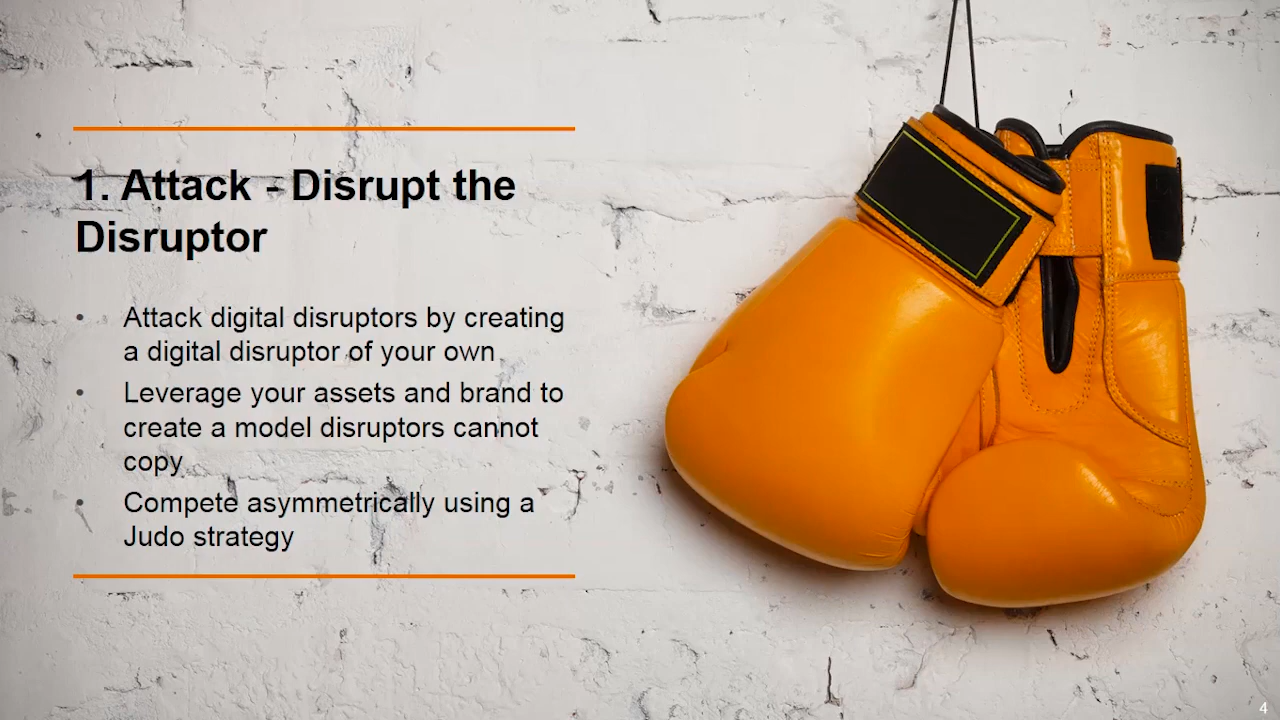 1. Attack - Disrupt the
Disruptor
• Attack digital disruptors by creating
a digital disruptor of your own
• Leverage your assets and brand to
create a model disruptors cannot
copy
• Compete asymmetrically using a
Judo strategy
4